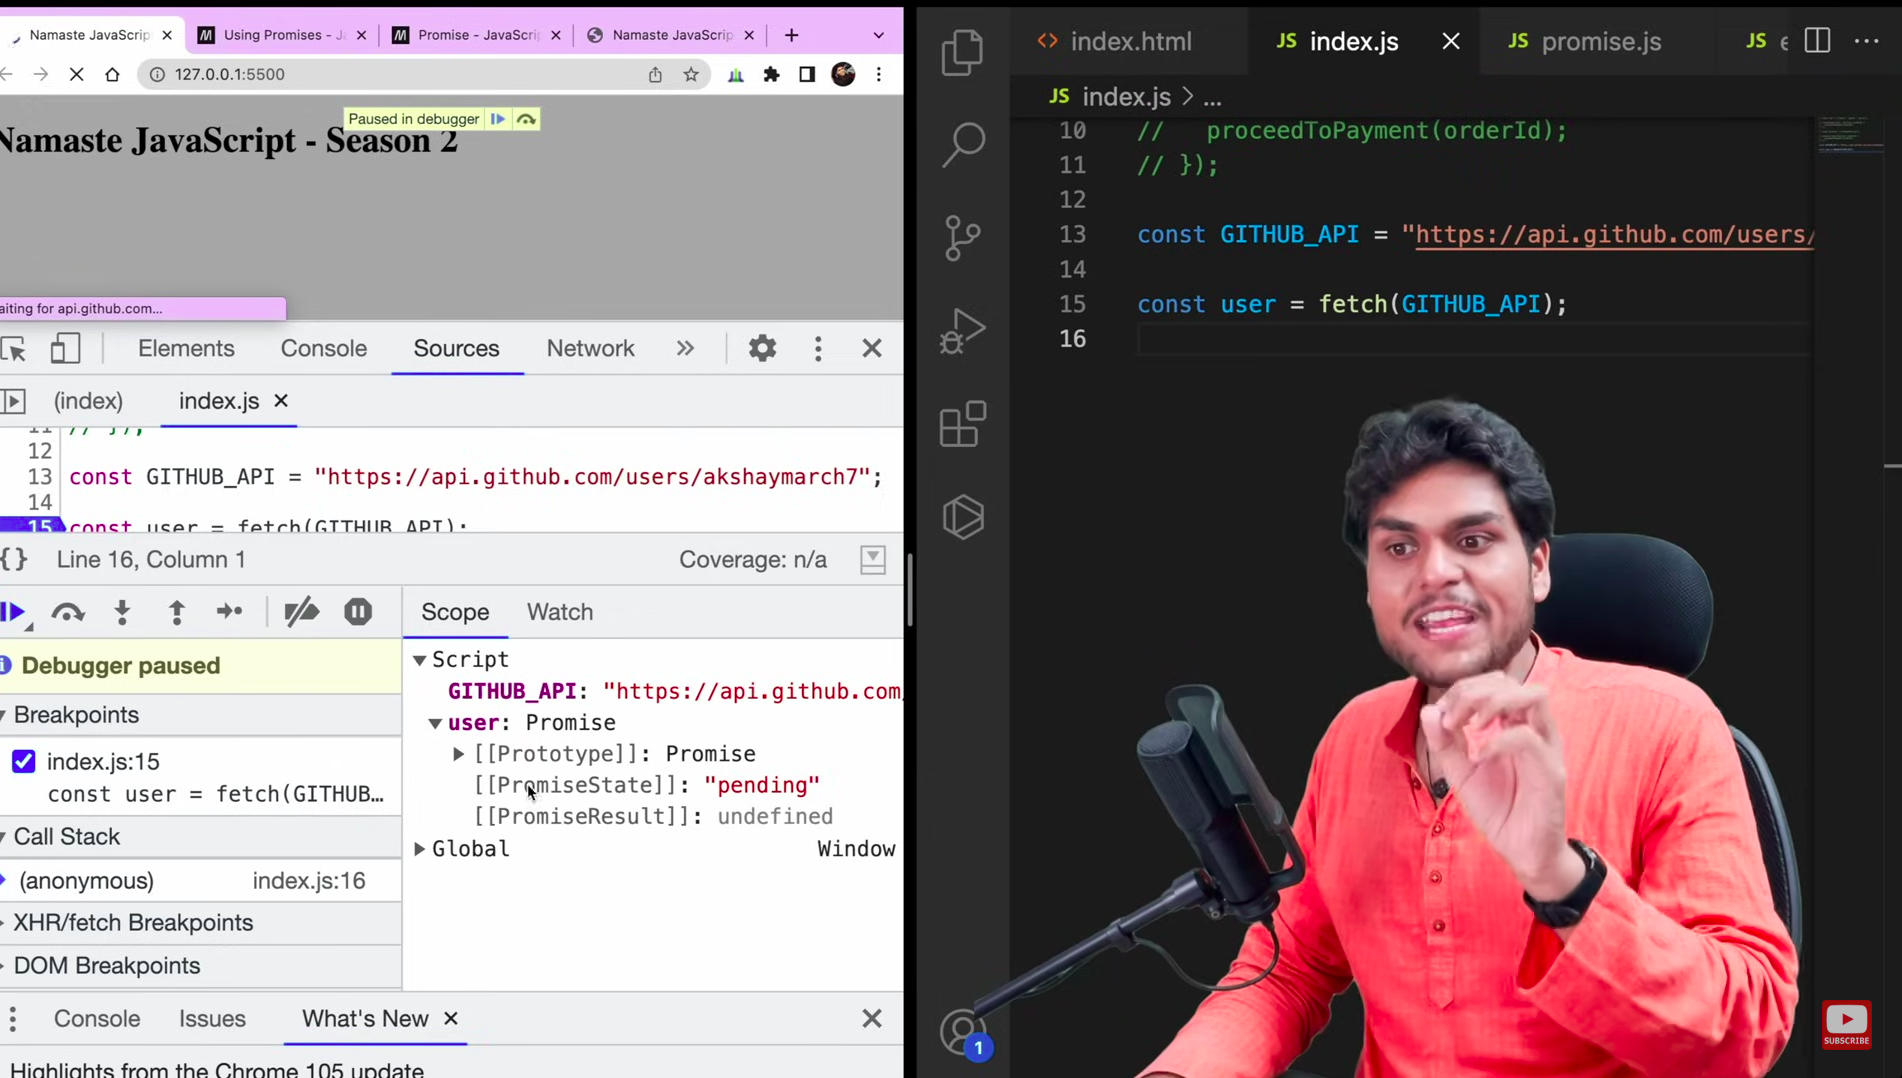 Namaste JavaScrip
Using Promises - Ja
Promise - JavaScrip
Namaste JavaScrip
127.0.0.1:5500
Paused in debugger
Namaste JavaScript - Season 2
aiting for api.github.com...
Elements
Console
Sources
Network
(index)
index.js
11 // });
12
13 const GITHUB_API = "https://api.github.com/users/akshaymarch7";
14
15 const user = fetch(GITHUB_API);
{} Line 16, Column 1
Coverage: n/a
Debugger paused
Breakpoints
index.js:15
const user = fetch(GITHUB…
Call Stack
(anonymous) index.js:16
XHR/fetch Breakpoints
DOM Breakpoints
Scope
Watch
Script
GITHUB_API: "https://api.github.com/
user: Promise
[[Prototype]]: Promise
[[PromiseState]]: "pending"
[[PromiseResult]]: undefined
Global Window
Console
Issues
What's New
Highlights from the Chrome 105 update
index.html
JS index.js
JS promise.js
JS e
JS index.js > ...
10 // proceedToPayment(orderId);
11 // });
12
13 const GITHUB_API = "https://api.github.com/users/
14
15 const user = fetch(GITHUB_API);
16
1
SUBSCRIBE